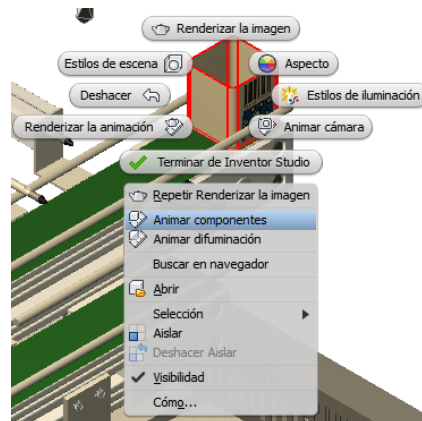 Renderizar la imagen
Estilos de escena
Aspecto
Deshacer
Estilos de iluminación
Renderizar la animación
Animar cámara
Terminar de Inventor Studio
Repetir Renderizar la imagen
Animar componentes
Animar difuminación
Buscar en navegador
Abrir
Selección
Aislar
Deshacer Aislar
Visibilidad
Cómo...